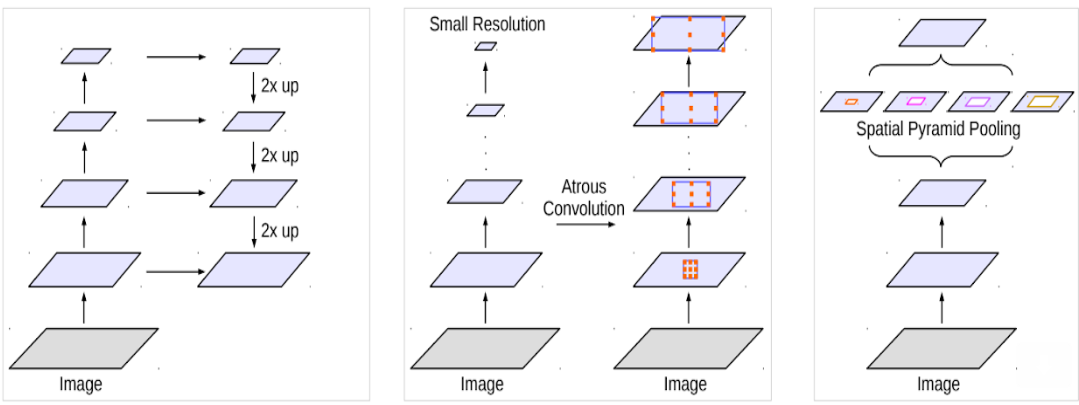 2x up
2x up
2x up
Image
Small Resolution
Atrous
Convolution
Image
Image
Spatial Pyramid Pooling
Image